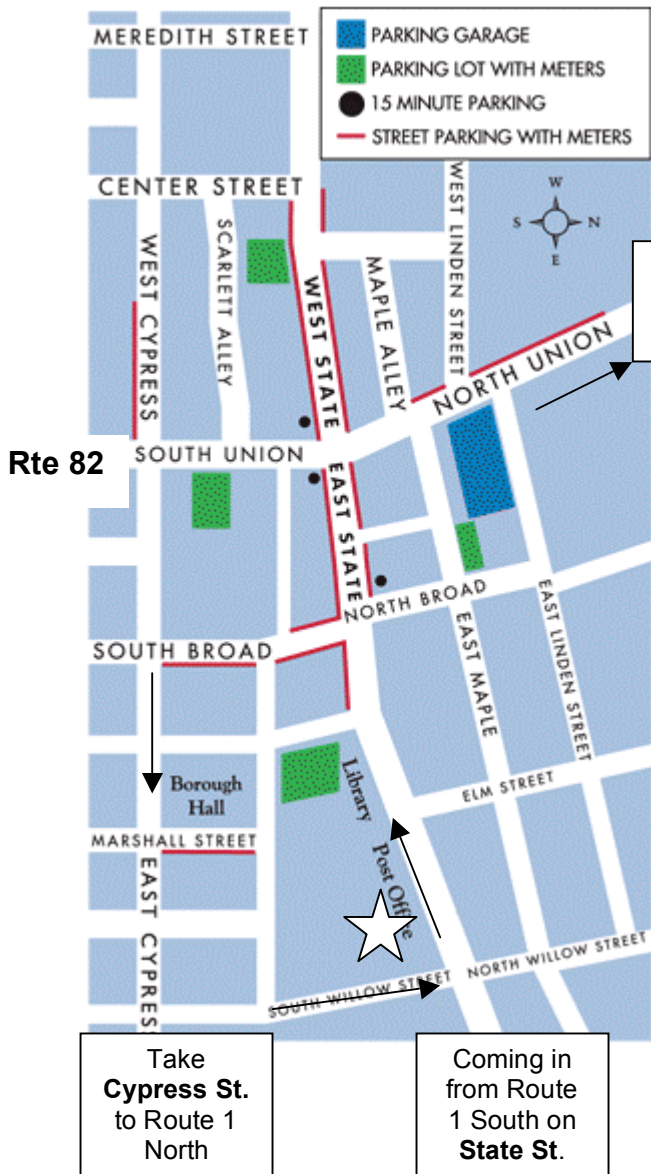 MEREDITH STREET
PARKING GARAGE
PARKING LOT WITH METERS
15 MINUTE PARKING
STREET PARKING WITH METERS
CENTER STREET
W
S
N
E
WEST CYPRESS
SCARLETT ALLEY
WEST STATE
MAPLE ALLEY
WEST LINDEN STREET
NORTH UNION
Rte 82
SOUTH UNION
EAST STATE
NORTH BROAD
SOUTH BROAD
EAST MAPLE
EAST LINDEN STREET
Borough
Hall
Library
ELM STREET
MARSHALL STREET
Post Office
EAST CYPRESS
SOUTH WILLOW STREET
NORTH WILLOW STREET
Take
Cypress St.
to Route 1
North
Coming in
from Route
1 South on
State St.